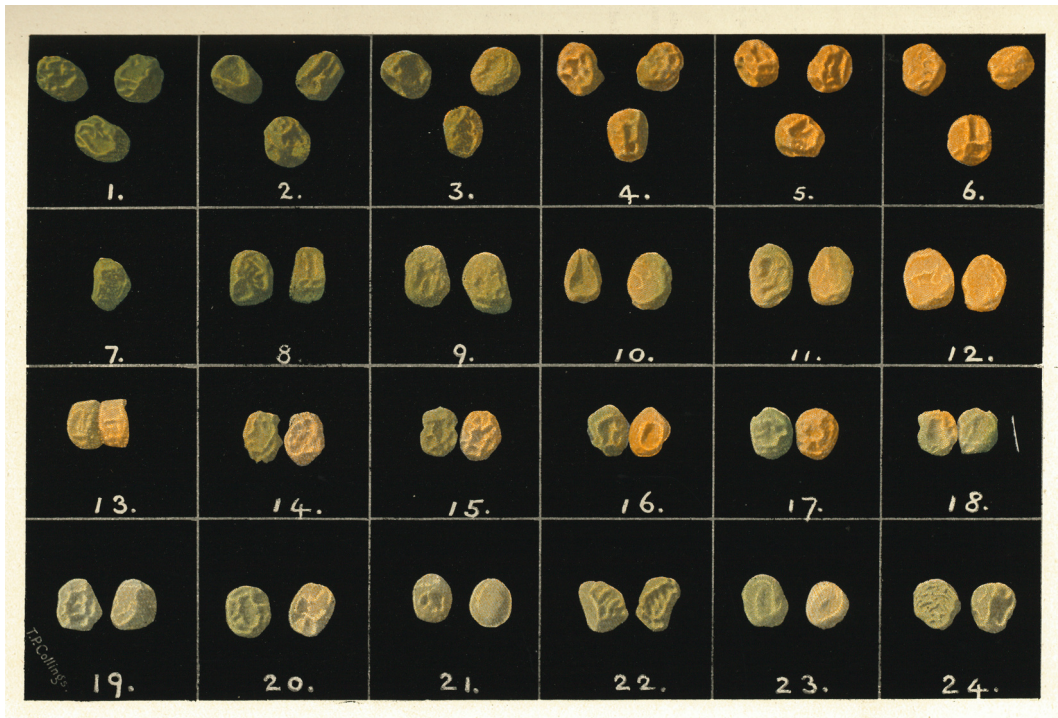 1. 2. 3. 4. 5. 6.
7. 8. 9. 10. 11. 12.
13. 14. 15. 16. 17. 18.
19. 20. 21. 22. 23. 24.
T.P.Collings.